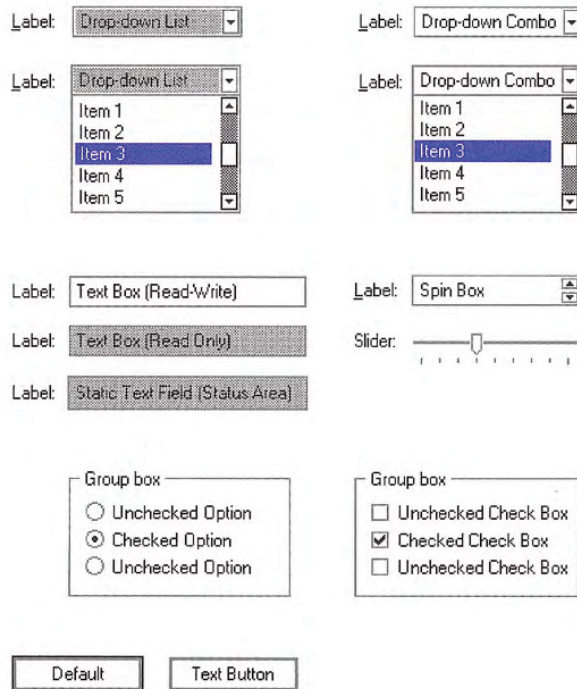 Label: Drop-down List
Label: Drop-down Combo
Label: Drop-down List
Item 1
Item 2
Item 3
Item 4
Item 5
Label: Drop-down Combo
Item 1
Item 2
Item 3
Item 4
Item 5
Label: Text Box (Read-Write)
Label: Spin Box
Label: Text Box (Read Only)
Slider:
Label: Static Text Field (Status Area)
Group box
Unchecked Option
Checked Option
Unchecked Option
Group box
Unchecked Check Box
Checked Check Box
Unchecked Check Box
Default
Text Button